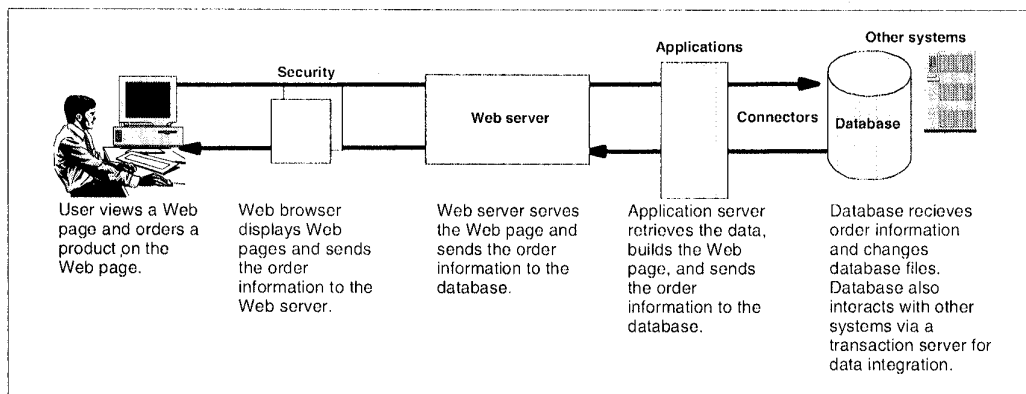 Other systems
Applications
Security
Web server
Connectors
Database
User views a Web
page and orders a
product on the
Web page.
Web browser
displays Web
pages and sends
the order
information to the
Web server.
Web server serves
the Web page and
sends the order
information to the
database.
Application server
retrieves the data,
builds the Web
page, and sends
the order
information to the
database.
Database recieves
order information
and changes
database files.
Database also
interacts with other
systems via a
transaction server for
data integration.